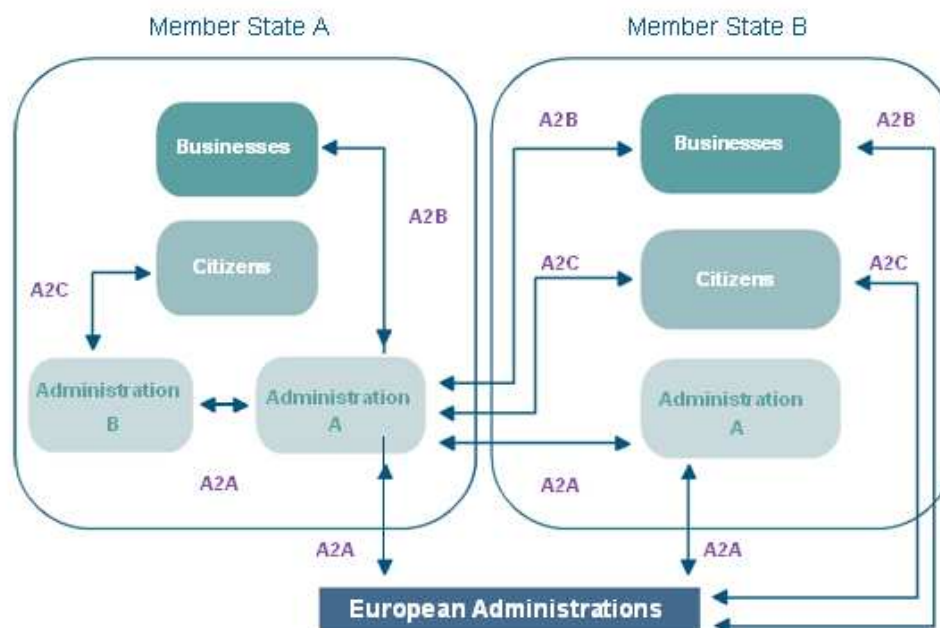 Member State A
Member State B
Businesses
A2B
Citizens
A2C
Administration
B
Administration
A
A2A
A2B
Businesses
A2B
A2C
Citizens
A2C
Administration
A
A2A
A2A
A2A
European Administrations